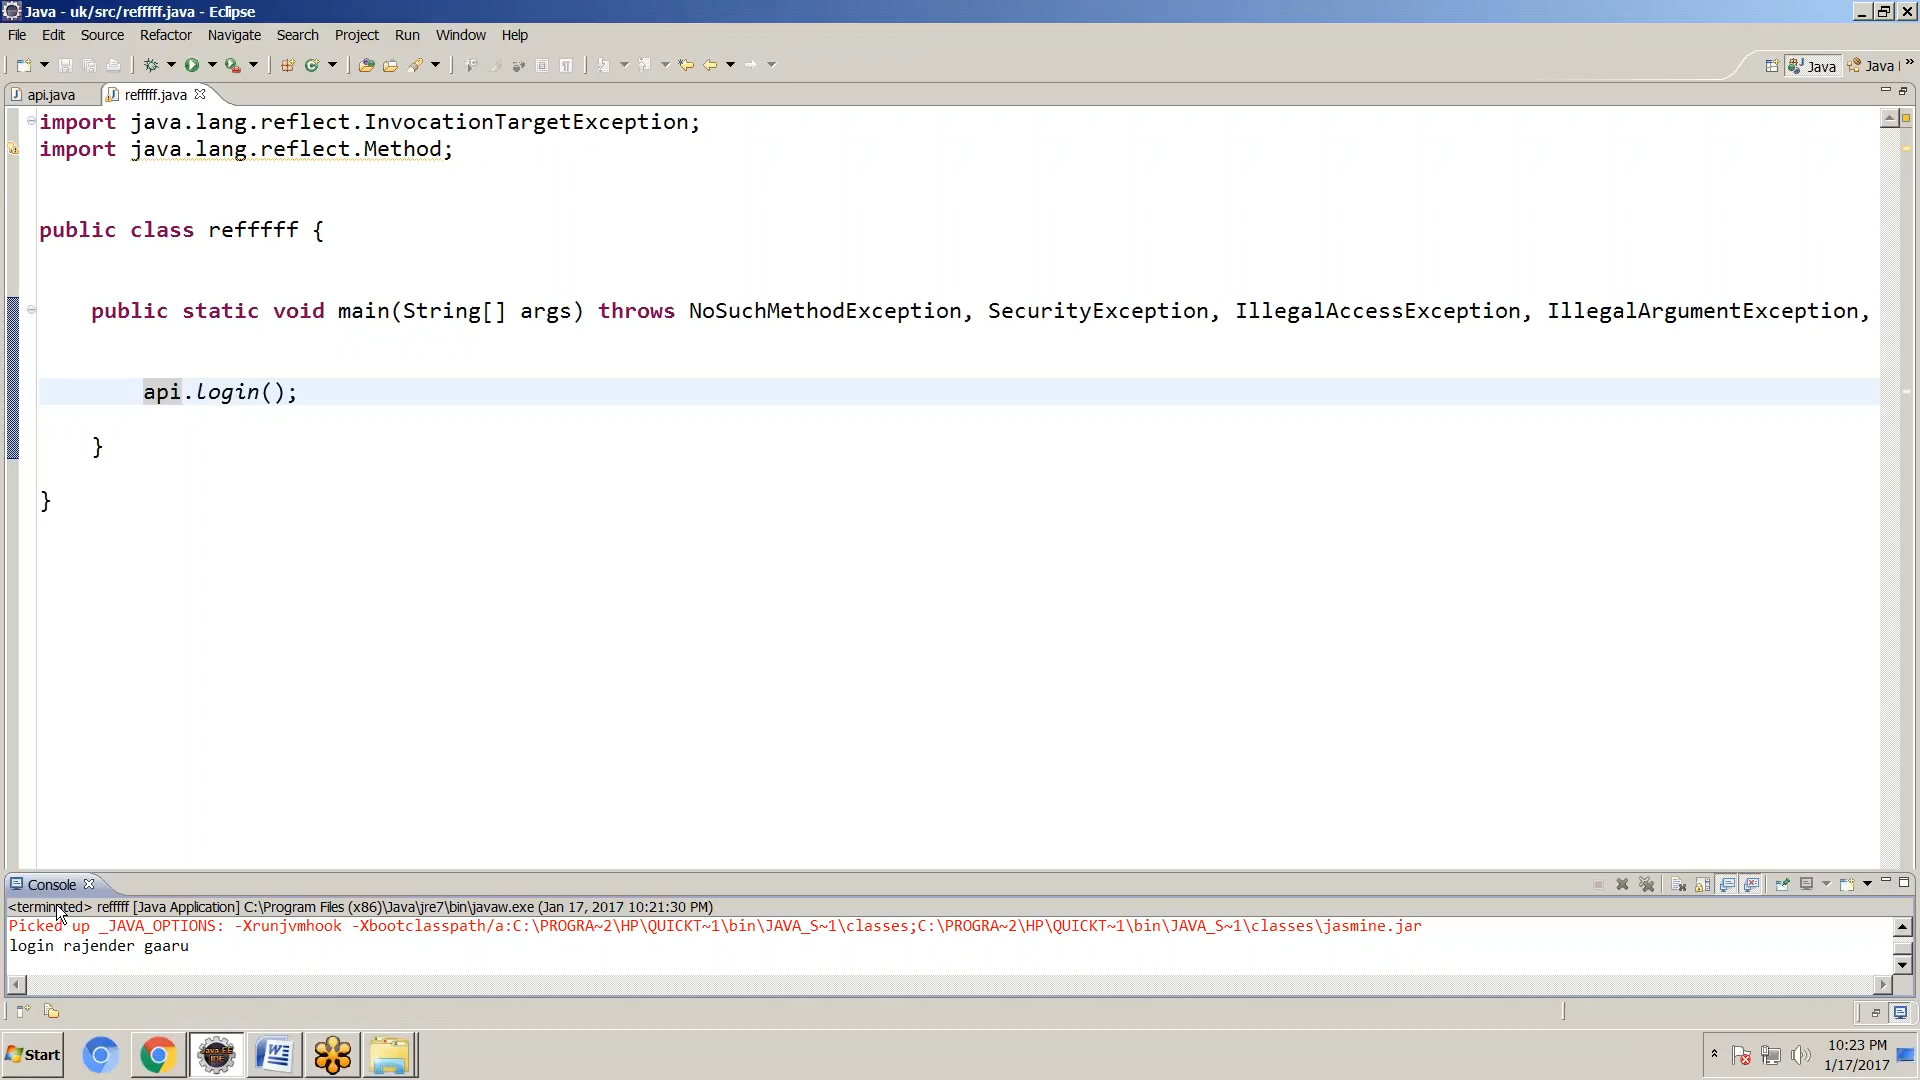 Java - uk/src/refffff.java - Eclipse
File Edit Source Refactor Navigate Search Project Run Window Help
Java Java
api.java refffff.java
import java.lang.reflect.InvocationTargetException;
import java.lang.reflect.Method;
public class refffff {
public static void main(String[] args) throws NoSuchMethodException, SecurityException, IllegalAccessException, IllegalArgumentException,
api.login();
}
}
Console
<terminated> refffff [Java Application] C:\Program Files (x86)\Java\jre7\bin\javaw.exe (Jan 17, 2017 10:21:30 PM)
Picked up _JAVA_OPTIONS: -Xrunjvmhook -Xbootclasspath/a:C:\PROGRA~2\HP\QUICKT~1\bin\JAVA_S~1\classes;C:\PROGRA~2\HP\QUICKT~1\bin\JAVA_S~1\classes\jasmine.jar
login rajender gaaru
Start
10:23 PM
1/17/2017